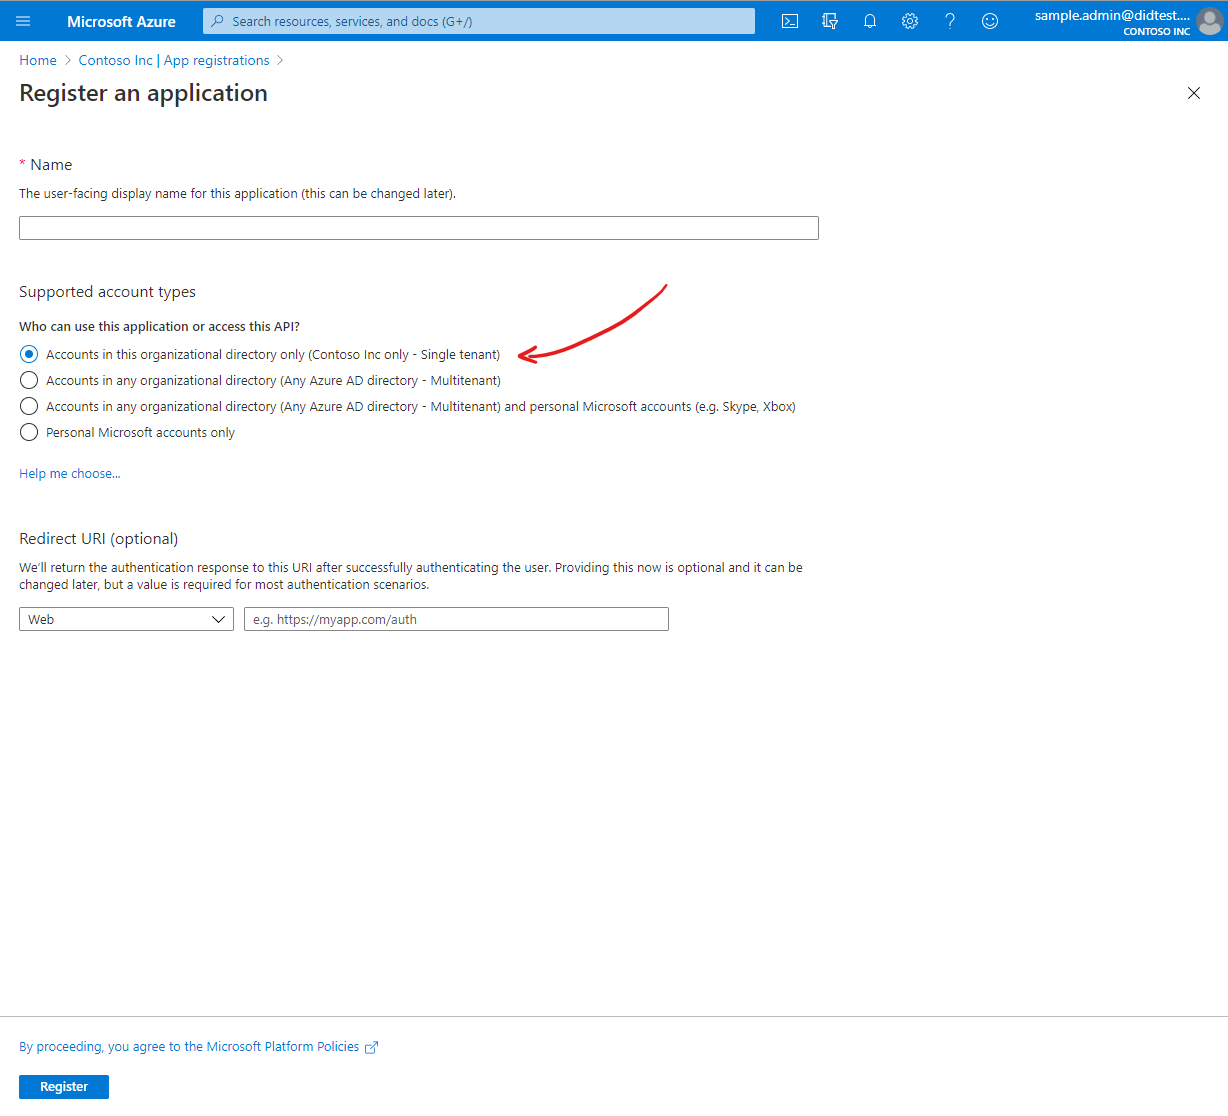 Microsoft Azure
Search resources, services, and docs (G+/)
sample.admin@didtest....
CONTOSO INC
Home > Contoso Inc | App registrations >
Register an application
* Name
The user-facing display name for this application (this can be changed later).
Supported account types
Who can use this application or access this API?
Accounts in this organizational directory only (Contoso Inc only - Single tenant)
Accounts in any organizational directory (Any Azure AD directory - Multitenant)
Accounts in any organizational directory (Any Azure AD directory - Multitenant) and personal Microsoft accounts (e.g. Skype, Xbox)
Personal Microsoft accounts only
Help me choose...
Redirect URI (optional)
We'll return the authentication response to this URI after successfully authenticating the user. Providing this now is optional and it can be
changed later, but a value is required for most authentication scenarios.
Web
e.g. https://myapp.com/auth
By proceeding, you agree to the Microsoft Platform Policies
Register